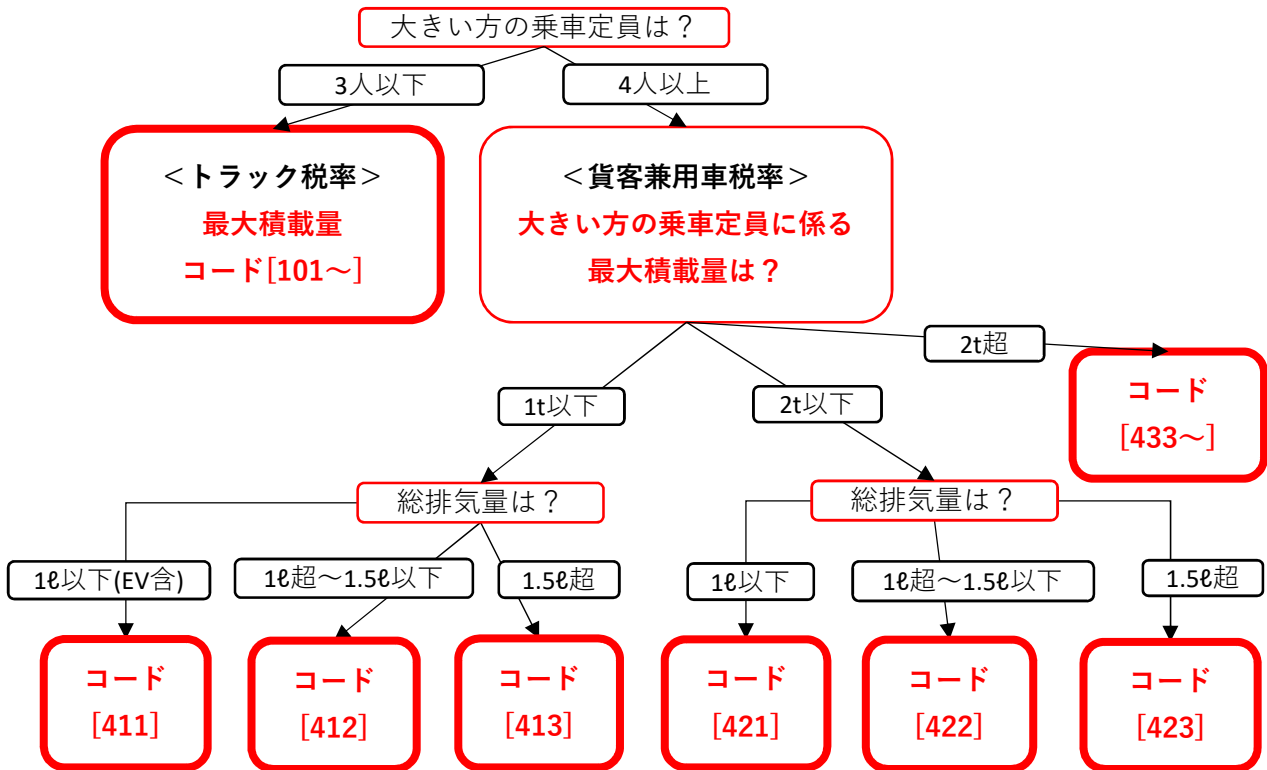 大きい方の乗車定員は？
3人以下
4人以上
＜トラック税率＞
最大積載量
コード[101～]
＜貨客兼用車税率＞
大きい方の乗車定員に係る
最大積載量は？
2t超
コード
[433～]
1t以下
2t以下
総排気量は？
総排気量は？
1ℓ以下(EV含)
1ℓ超～1.5ℓ以下
1.5ℓ超
1ℓ以下
1ℓ超～1.5ℓ以下
1.5ℓ超
コード
[411]
コード
[412]
コード
[413]
コード
[421]
コード
[422]
コード
[423]